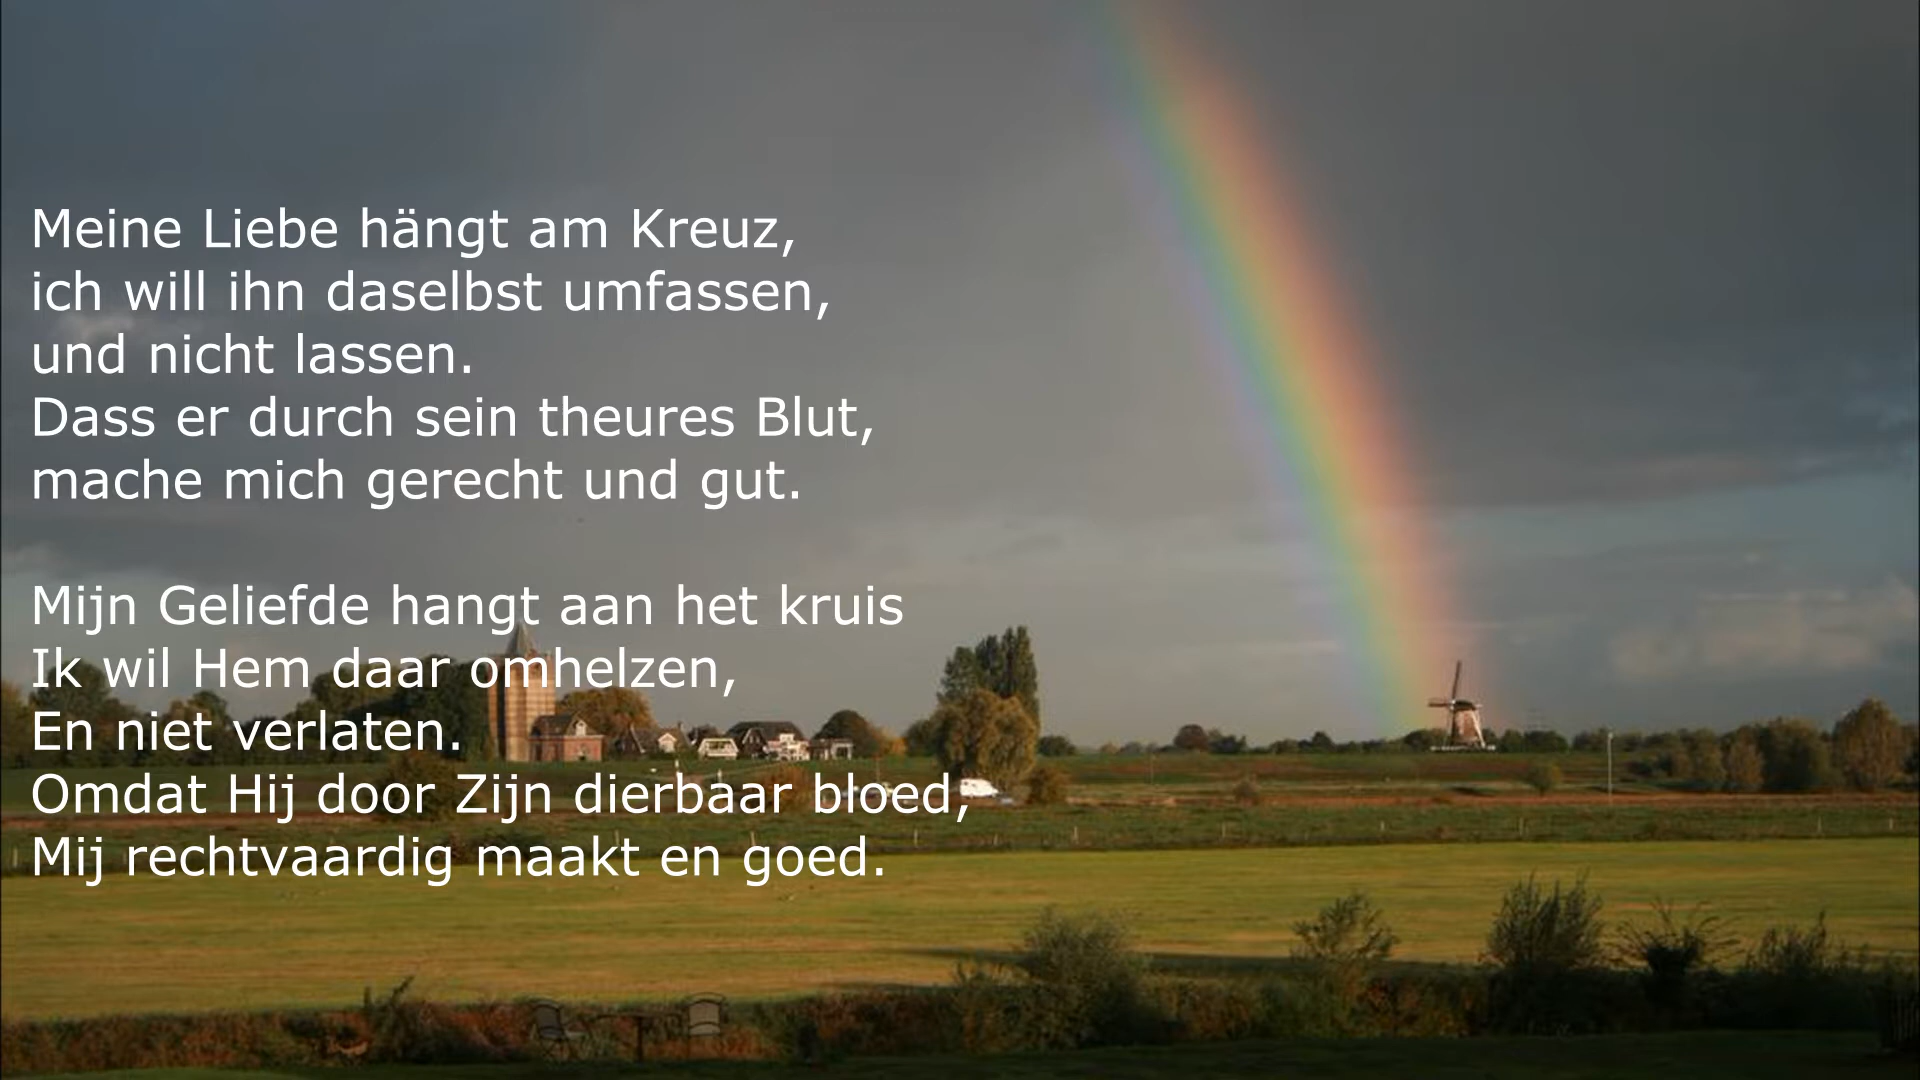 Meine Liebe hängt am Kreuz,
ich will ihn daselbst umfassen,
und nicht lassen.
Dass er durch sein theures Blut,
mache mich gerecht und gut.
Mijn Geliefde hangt aan het kruis
Ik wil Hem daar omhelzen,
En niet verlaten.
Omdat Hij door Zijn dierbaar bloed,
Mij rechtvaardig maakt en goed.